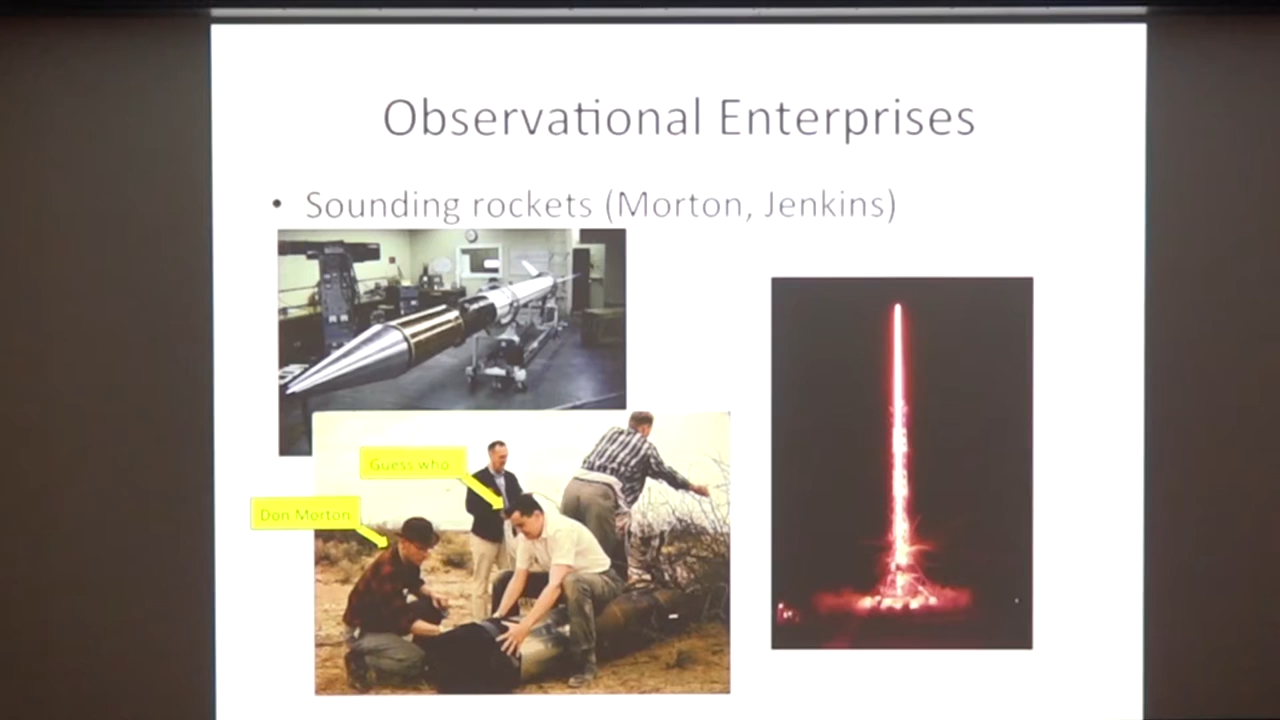 Observational Enterprises
• Sounding rockets (Morton, Jenkins)
Guess who
Don Morton